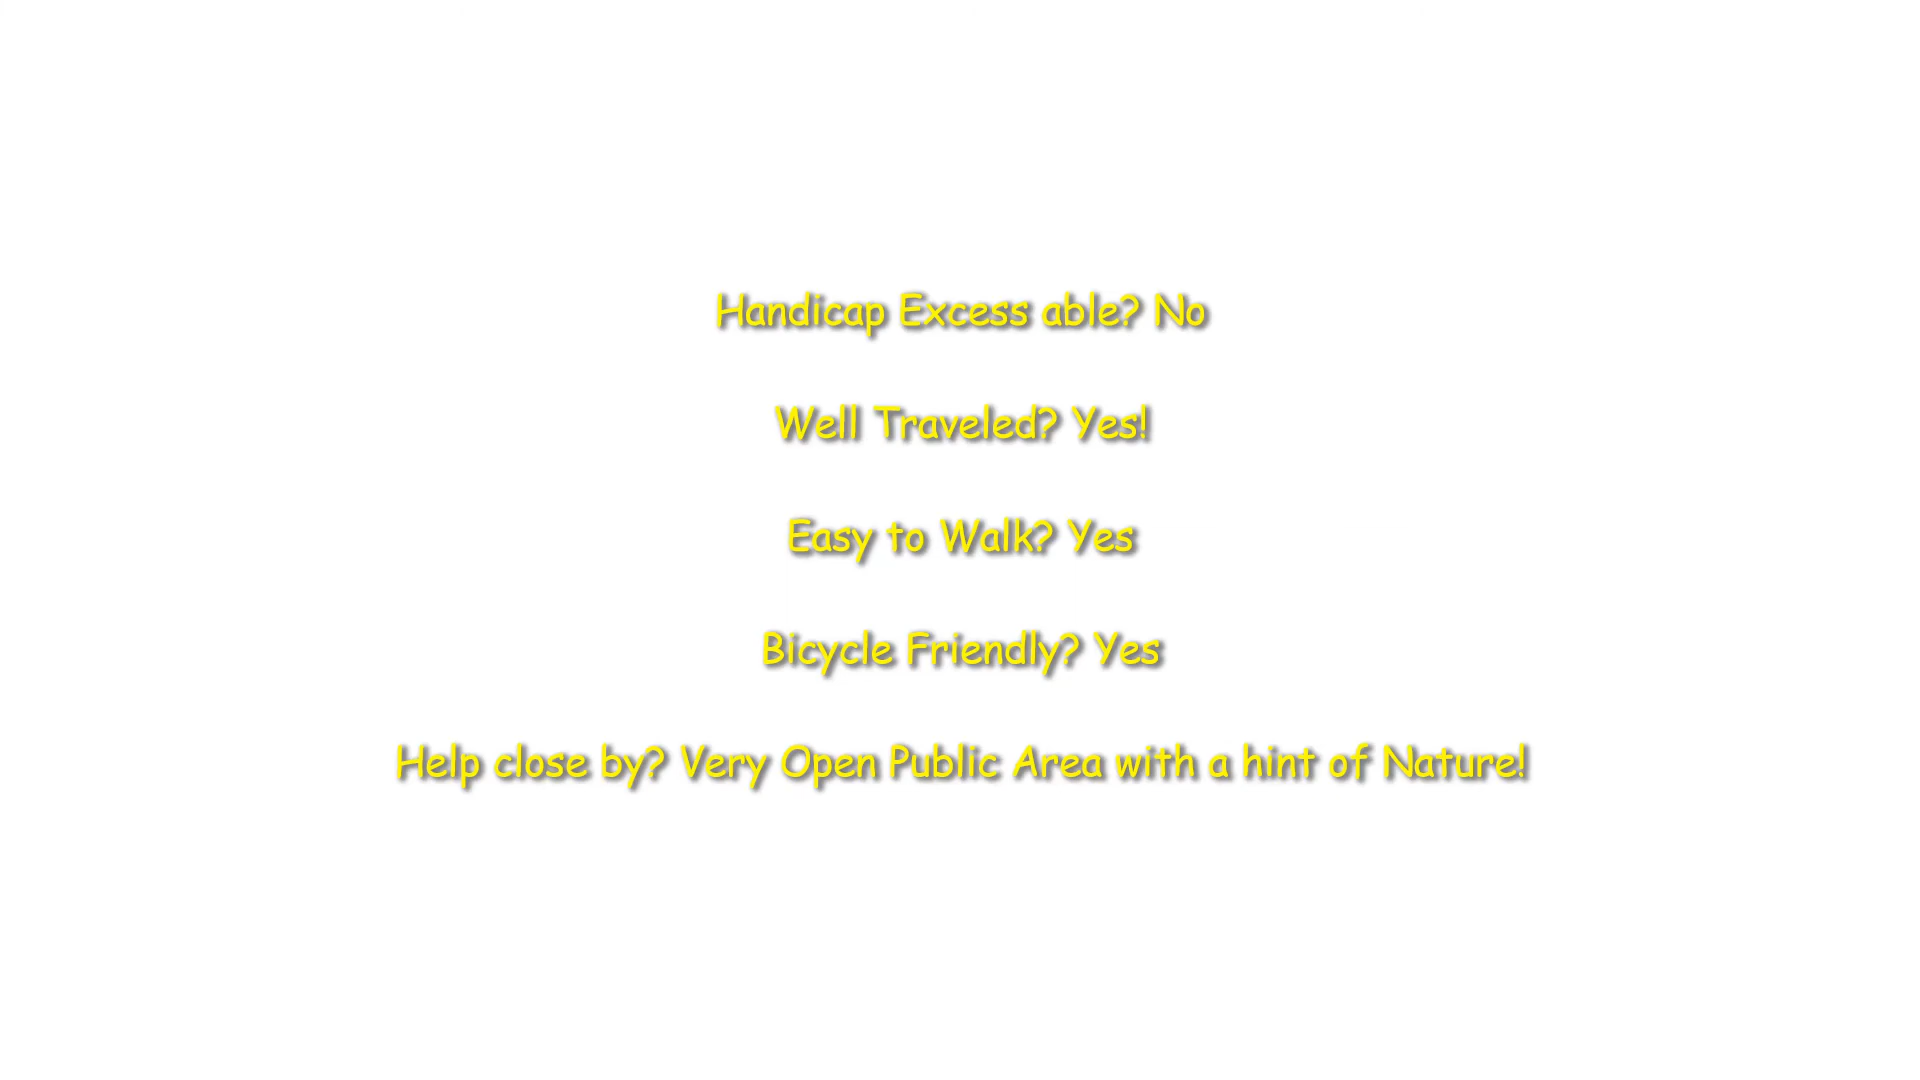 Handicap Excess able? No
Well Traveled? Yes!
Easy to Walk? Yes
Bicycle Friendly? Yes
Help close by? Very Open Public Area with a hint of Nature!